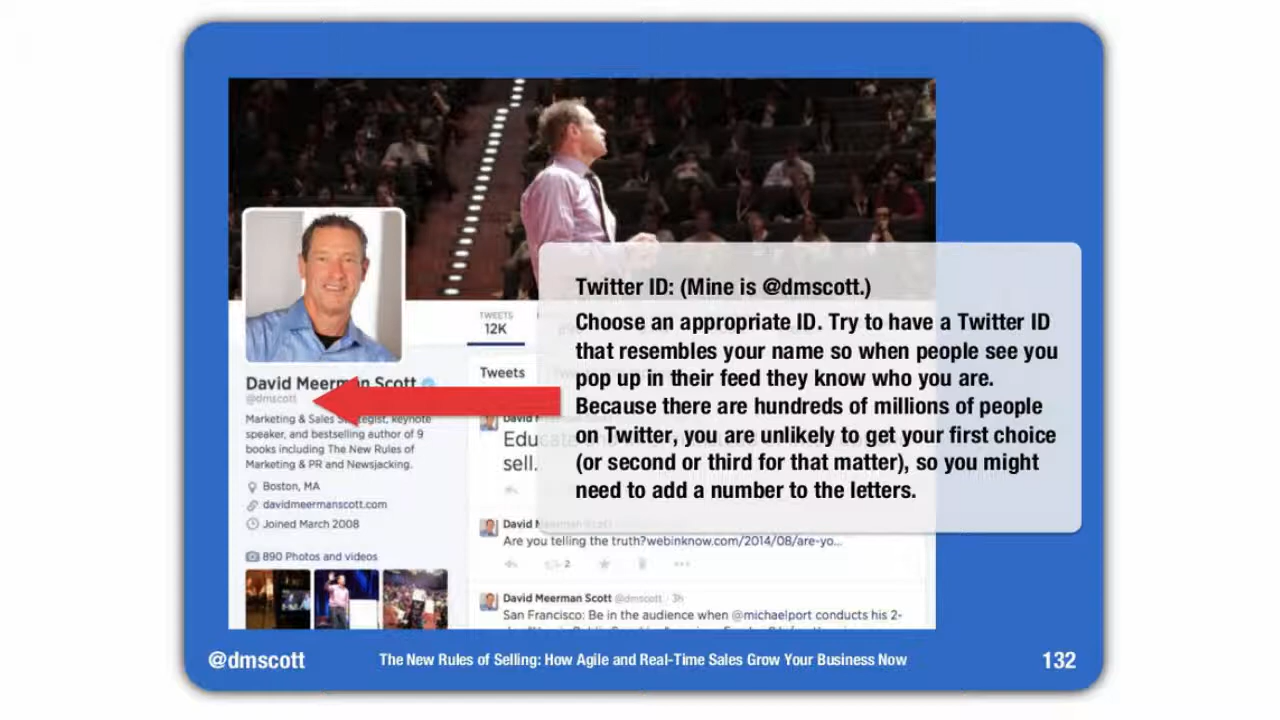 TWEETS
12K
David Meerman Scott
@dmscott
Marketing & Sales Strategist, keynote
speaker, and bestselling author of 9
books including The New Rules of
Marketing & PR and Newsjacking.
Boston, MA
davidmeermanscott.com
Joined March 2008
890 Photos and videos
Tweets
David
sell.
David Meerman Scott
Are you telling the truth?webinknow.com/2014/08/are-yo...
2
David Meerman Scott @dmscott · 3h
San Francisco: Be in the audience when @michaelport conducts his 2-
Twitter ID: (Mine is @dmscott.)
Choose an appropriate ID. Try to have a Twitter ID
that resembles your name so when people see you
pop up in their feed they know who you are.
Because there are hundreds of millions of people
on Twitter, you are unlikely to get your first choice
(or second or third for that matter), so you might
need to add a number to the letters.
@dmscott
The New Rules of Selling: How Agile and Real-Time Sales Grow Your Business Now
132